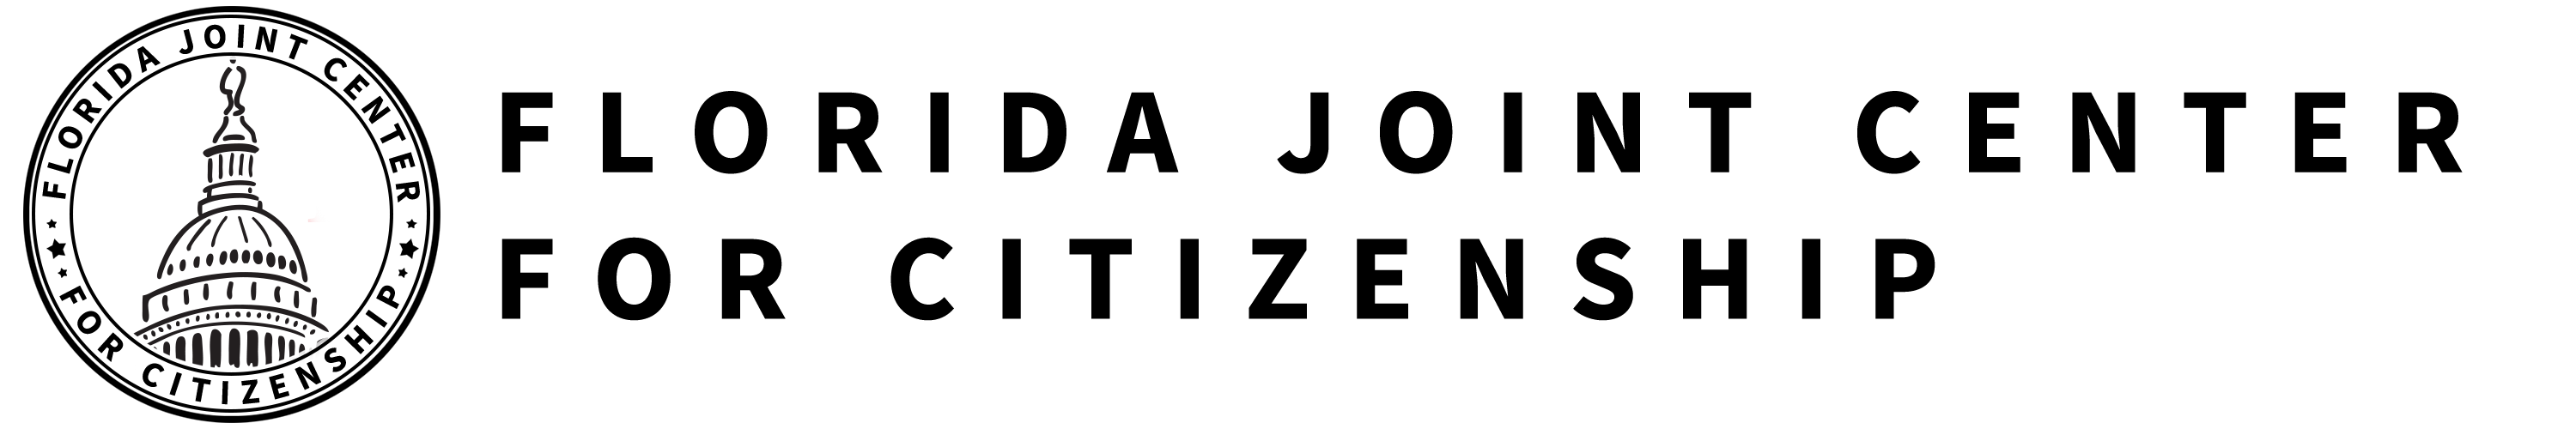 FLORIDA JOINT CENTER
FOR CITIZENSHIP
FLORIDA JOINT CENTER
FOR CITIZENSHIP